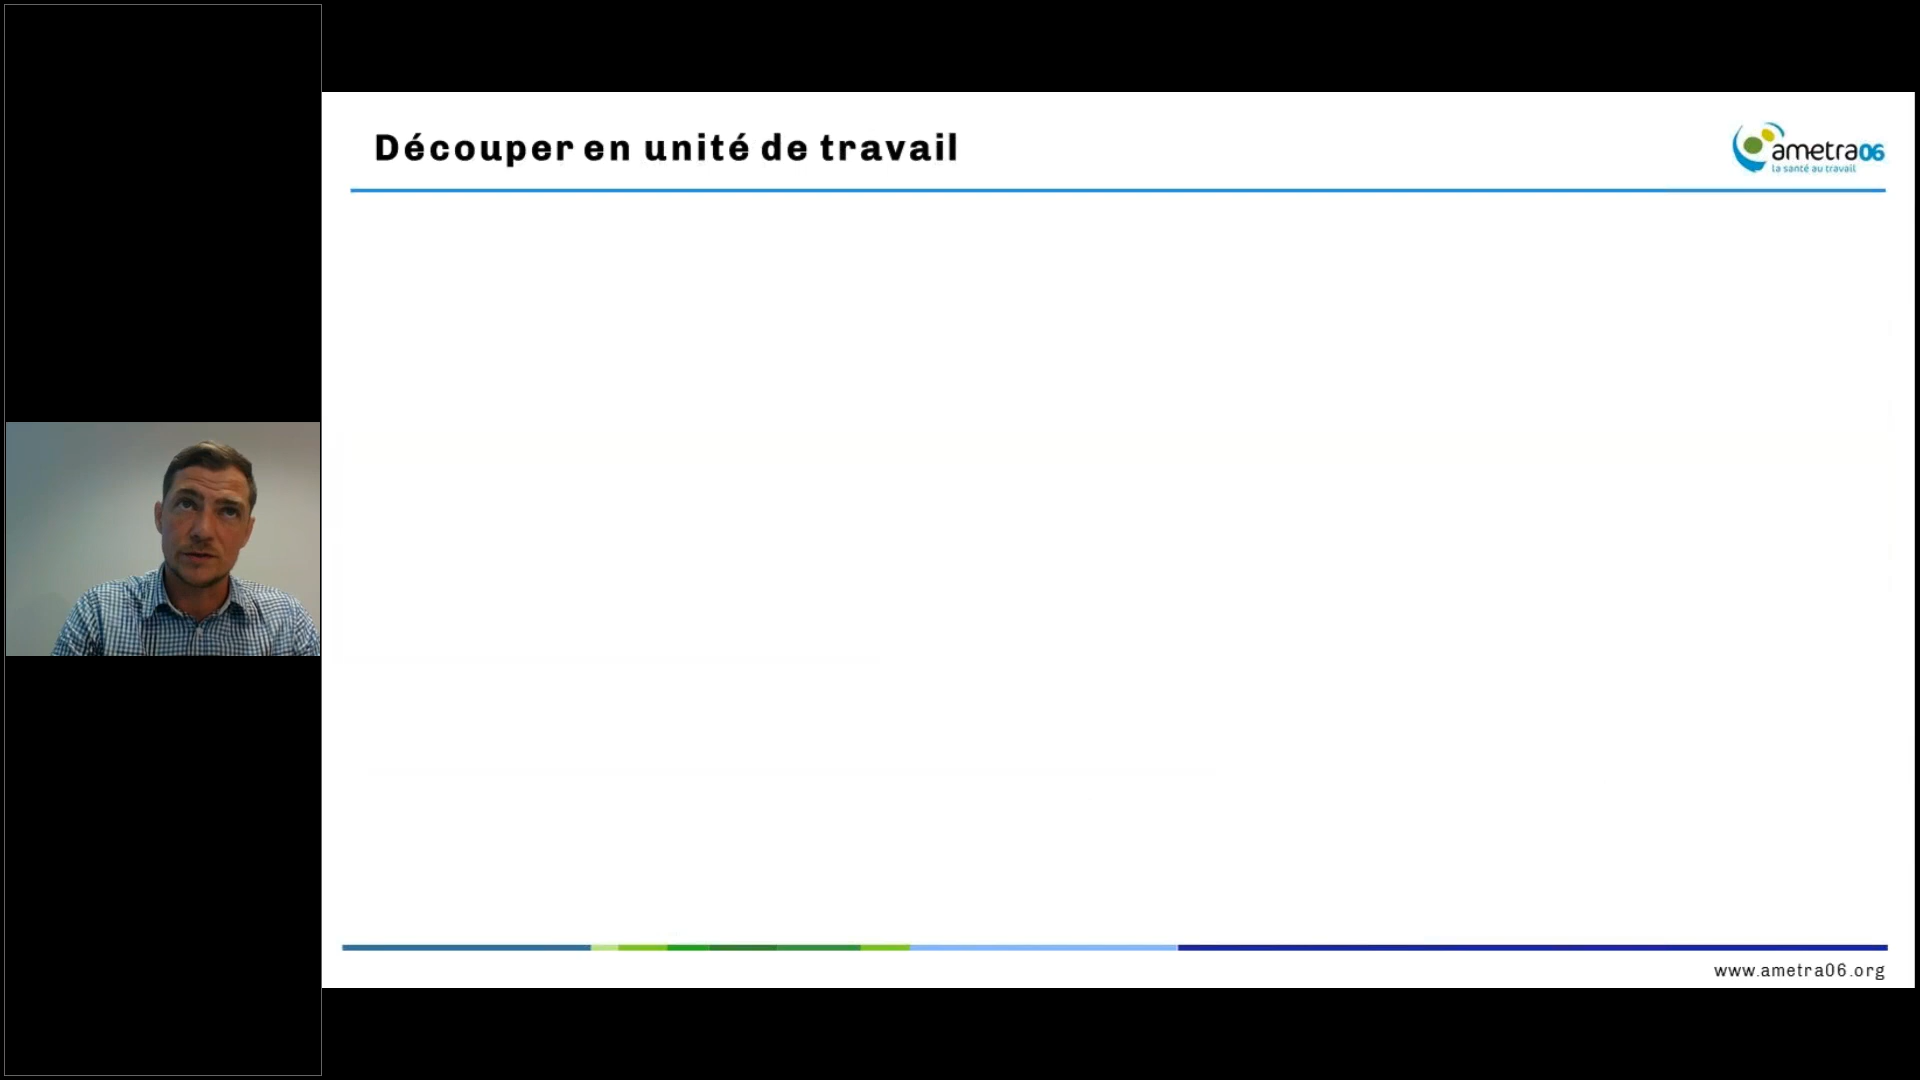 Découper en unité de travail
ametra06
la santé au travail
www.ametra06.org